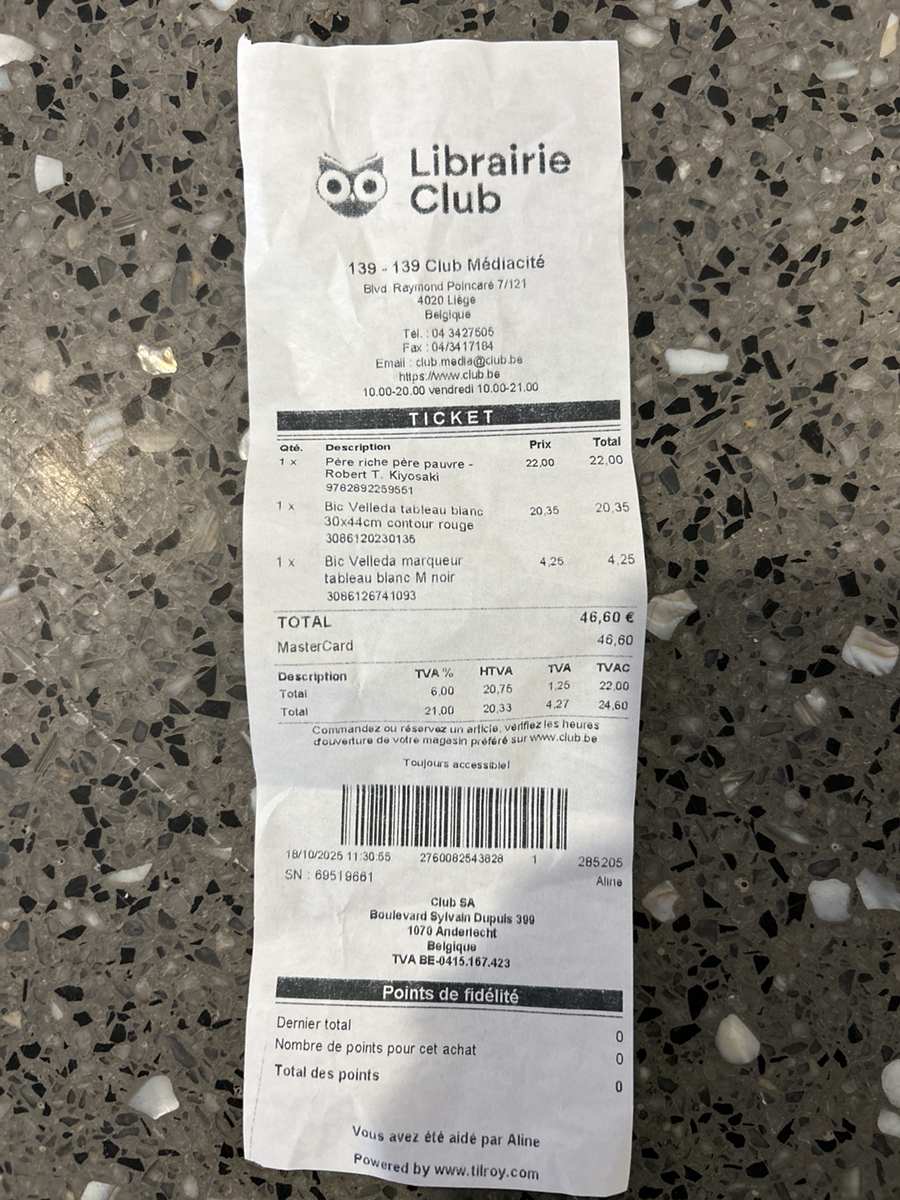 Librairie
Club
139 - 139 Club Médiacité
Blvd. Raymond Poincaré 7/121
4020 Liège
Belgique
Tél. : 04 3427505
Fax : 04/3417184
Email : club.media@club.be
https://www.club.be
10.00-20.00 vendredi 10.00-21.00
TICKET
Qté. Description Prix Total
1 x Père riche père pauvre - 22,00 22,00
Robert T. Kiyosaki
9782892259551
1 x Bic Velleda tableau blanc 20,35 20,35
30x44cm contour rouge
3086120230135
1 x Bic Velleda marqueur 4,25 4,25
tableau blanc M noir
3086126741093
TOTAL 46,60 €
MasterCard 46,60
Description TVA % HTVA TVA TVAC
Total 6,00 20,75 1,25 22,00
Total 21,00 20,33 4,27 24,60
Commandez ou réservez un article, vérifiez les heures
d'ouverture de votre magasin préféré sur www.club.be
Toujours accessible!
18/10/2025 11:30:55 2760082543828 1 285205
SN : 69519661 Aline
Club SA
Boulevard Sylvain Dupuis 399
1070 Anderlecht
Belgique
TVA BE-0415.167.423
Points de fidélité
Dernier total 0
Nombre de points pour cet achat 0
Total des points 0
Vous avez été aidé par Aline
Powered by www.tilroy.com